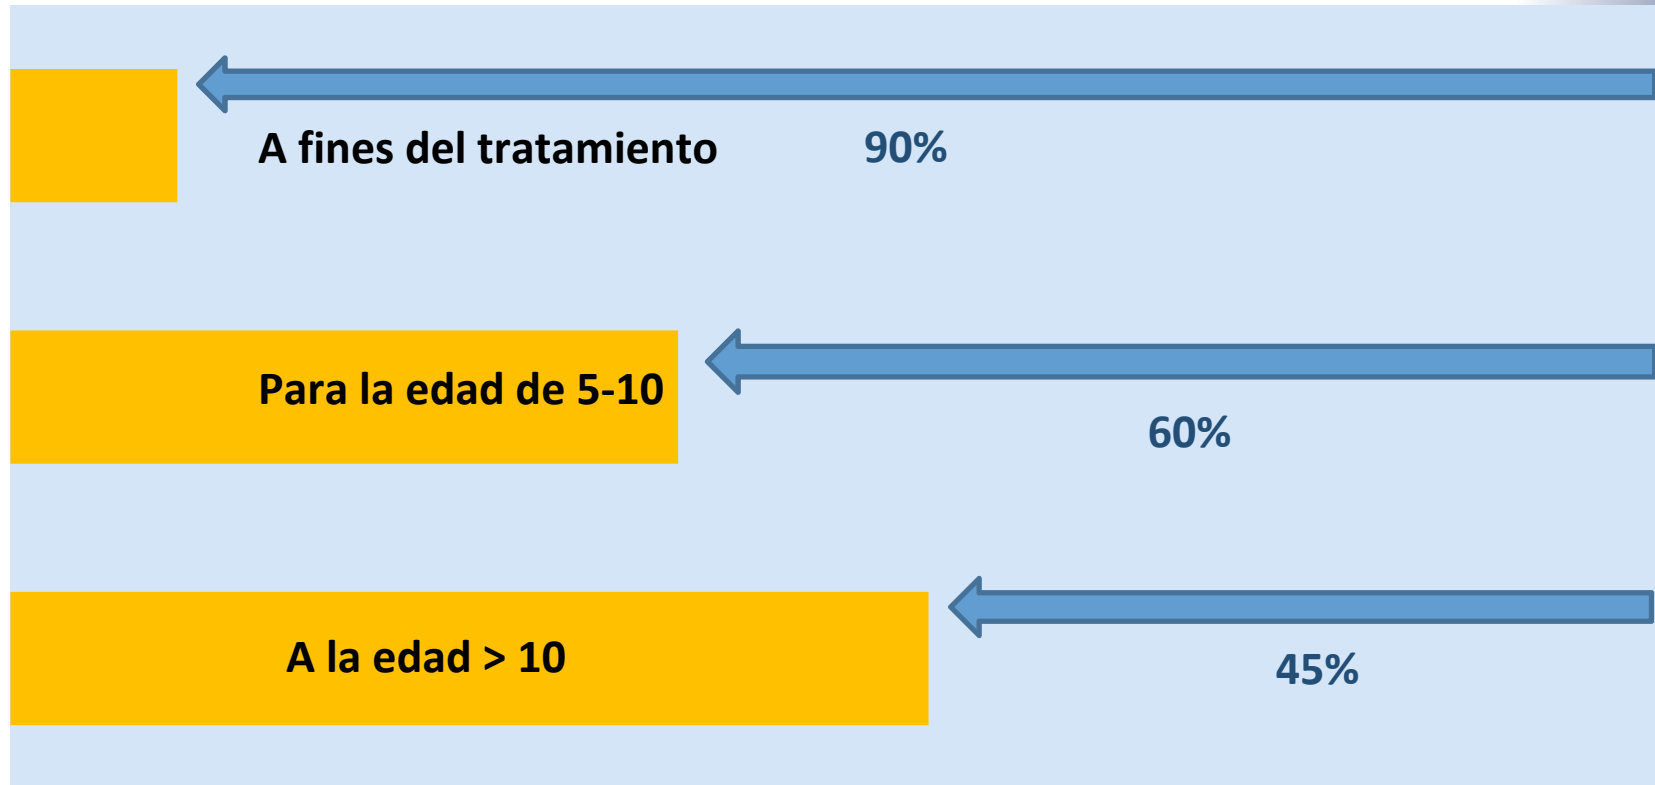 A fines del tratamiento 90%
Para la edad de 5-10
60%
A la edad > 10
45%